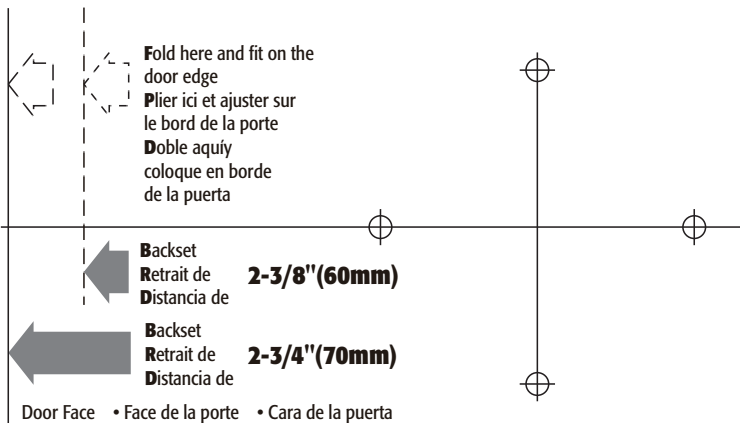 Fold here and fit on the
door edge
Plier ici et ajuster sur
le bord de la porte
Doble aquíy
coloque en borde
de la puerta
Backset
Retrait de
Distancia de
2-3/8"(60mm)
Backset
Retrait de
Distancia de
2-3/4"(70mm)
Door Face • Face de la porte • Cara de la puerta